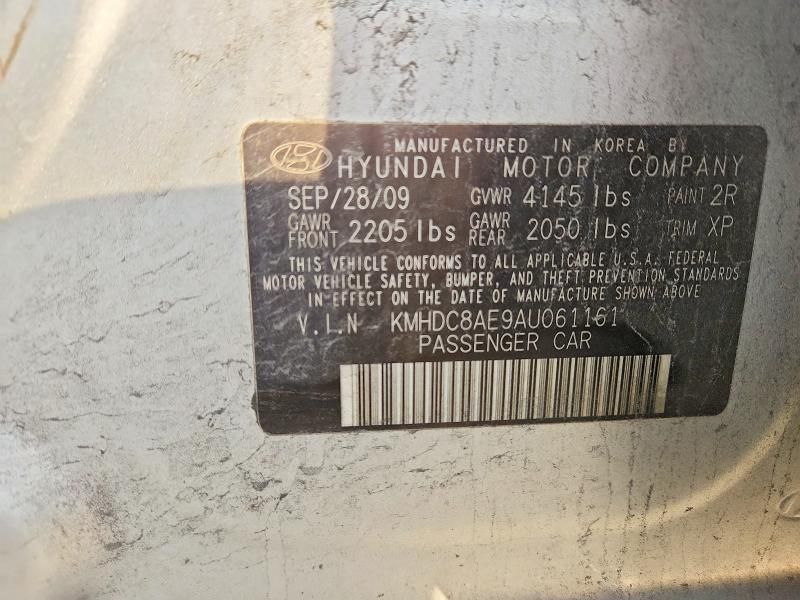 MANUFACTURED IN KOREA BY
HYUNDAI MOTOR COMPANY
SEP/28/09 GVWR 4145 lbs PAINT 2R
GAWR FRONT 2205 lbs GAWR REAR 2050 lbs TRIM XP
THIS VEHICLE CONFORMS TO ALL APPLICABLE U.S.A. FEDERAL
MOTOR VEHICLE SAFETY, BUMPER, AND THEFT PREVENTION STANDARDS
IN EFFECT ON THE DATE OF MANUFACTURE SHOWN ABOVE
V.I.N KMHDC8AE9AU061161
PASSENGER CAR